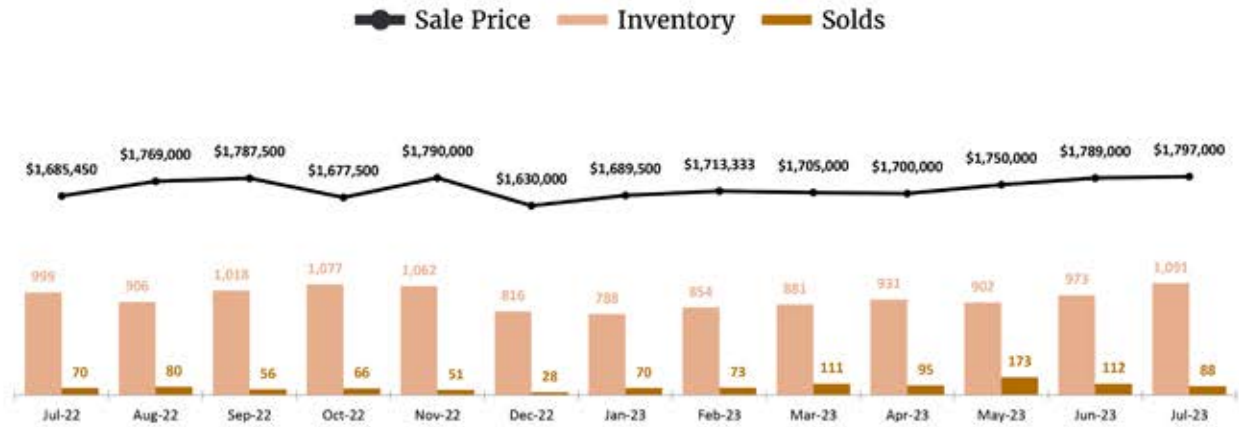 Sale Price Inventory Solds
$1,685,450 $1,769,000 $1,787,500 $1,677,500 $1,790,000 $1,630,000 $1,689,500 $1,713,333 $1,705,000 $1,700,000 $1,750,000 $1,789,000 $1,797,000
999 906 1,018 1,077 1,062 816 788 854 881 931 902 973 1,091
70 80 56 66 51 28 70 73 111 95 173 112 88
Jul-22 Aug-22 Sep-22 Oct-22 Nov-22 Dec-22 Jan-23 Feb-23 Mar-23 Apr-23 May-23 Jun-23 Jul-23